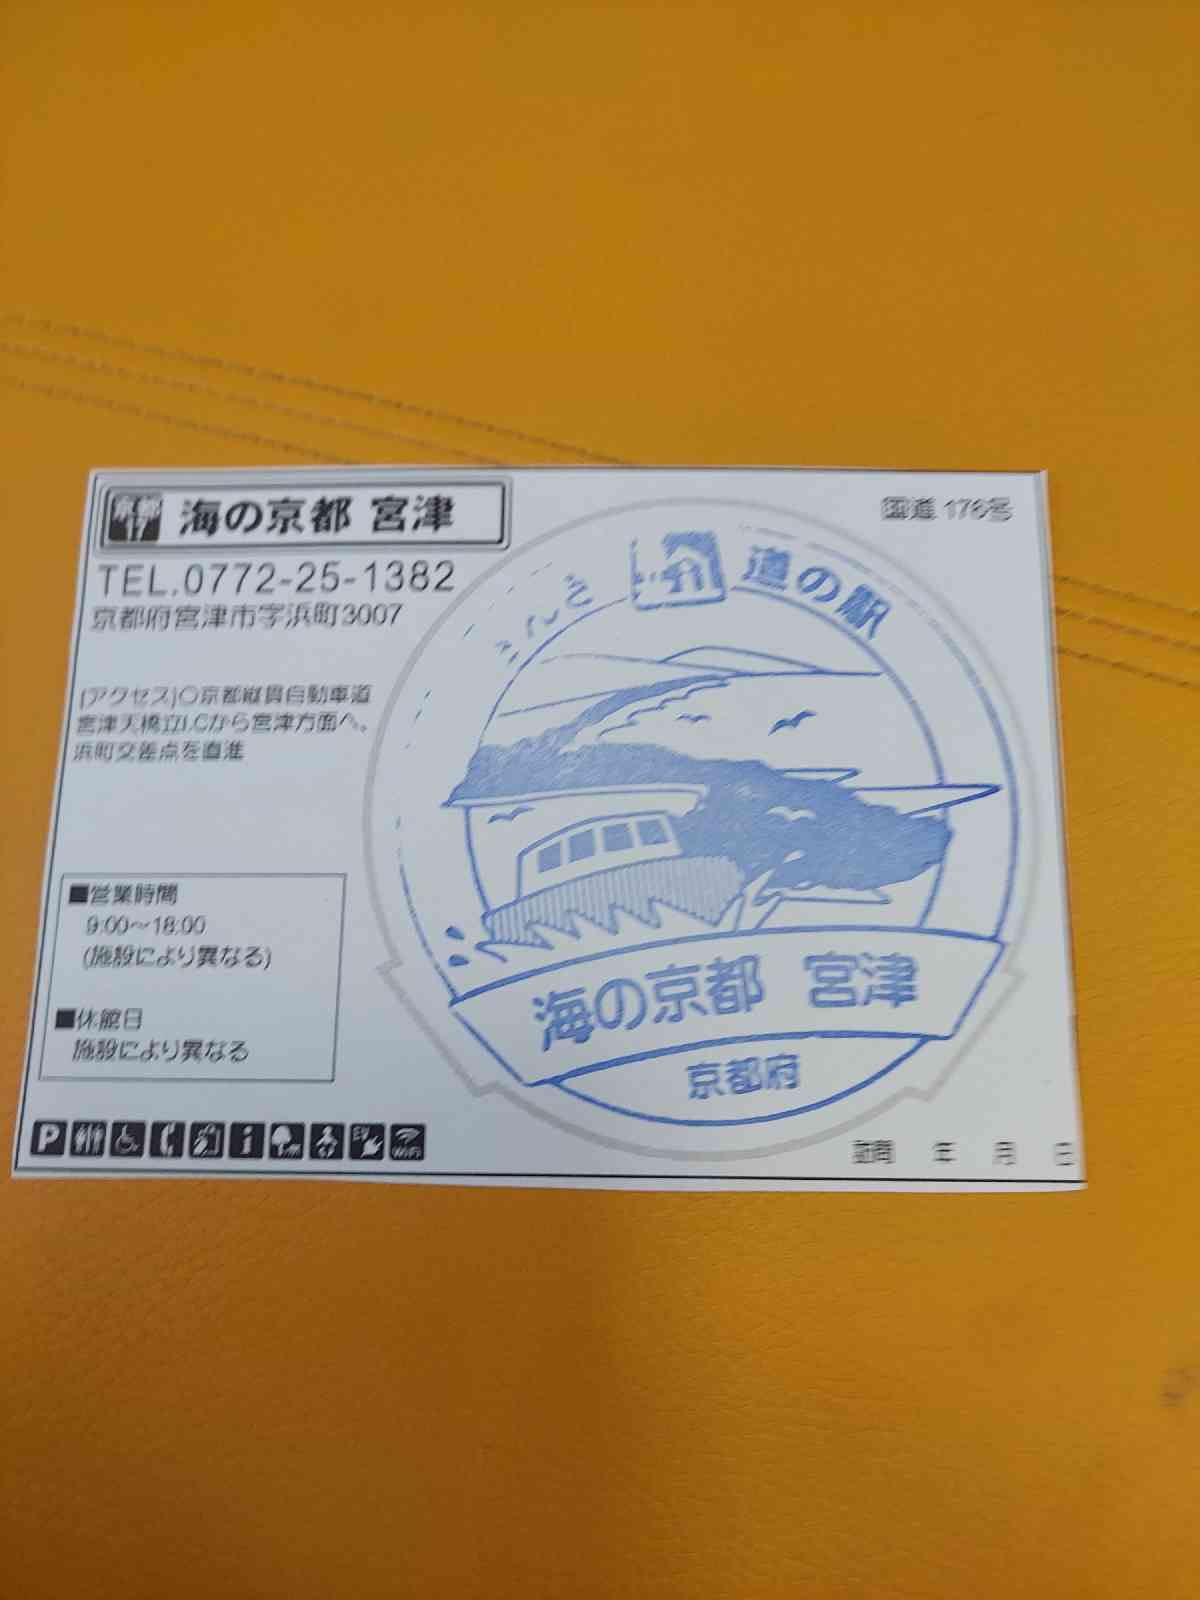 京都
17
海の京都 宮津
国道 176号
TEL.0772-25-1382
京都府宮津市字浜町3007
[アクセス]○京都縦貫自動車道
宮津天橋立I.Cから宮津方面へ。
浜町交差点を直進
■営業時間
9:00～18:00
(施設により異なる)
■休館日
施設により異なる
きんき
道の駅
海の京都 宮津
京都府
P
i
EV
WiFi
訪問 年 月 日